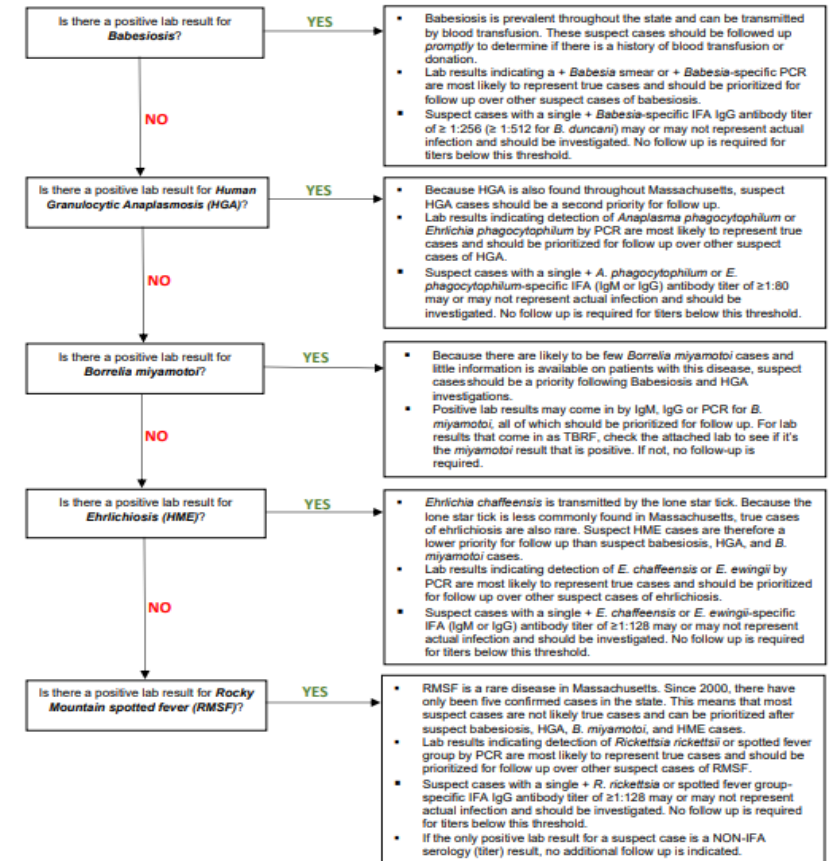 Is there a positive lab result for
Babesiosis?
YES
▪ Babesiosis is prevalent throughout the state and can be transmitted
by blood transfusion. These suspect cases should be followed up
promptly to determine if there is a history of blood transfusion or
donation.
▪ Lab results indicating a + Babesia smear or + Babesia-specific PCR
are most likely to represent true cases and should be prioritized for
follow up over other suspect cases of babesiosis.
▪ Suspect cases with a single + Babesia-specific IFA IgG antibody titer
of ≥ 1:256 (≥ 1:512 for B. duncani) may or may not represent actual
infection and should be investigated. No follow up is required for
titers below this threshold.
NO
Is there a positive lab result for Human
Granulocytic Anaplasmosis (HGA)?
YES
▪ Because HGA is also found throughout Massachusetts, suspect
HGA cases should be a second priority for follow up.
▪ Lab results indicating detection of Anaplasma phagocytophilum or
Ehrlichia phagocytophilum by PCR are most likely to represent true
cases and should be prioritized for follow up over other suspect
cases of HGA.
▪ Suspect cases with a single + A. phagocytophilum or E.
phagocytophilum-specific IFA (IgM or IgG) antibody titer of ≥1:80
may or may not represent actual infection and should be
investigated. No follow up is required for titers below this threshold.
NO
Is there a positive lab result for
Borrelia miyamotoi?
YES
▪ Because there are likely to be few Borrelia miyamotoi cases and
little information is available on patients with this disease, suspect
cases should be a priority following Babesiosis and HGA
investigations.
▪ Positive lab results may come in by IgM, IgG or PCR for B.
miyamotoi, all of which should be prioritized for follow up. For lab
results that come in as TBRF, check the attached lab to see if it's
the miyamotoi result that is positive. If not, no follow-up is
required.
NO
Is there a positive lab result for
Ehrlichiosis (HME)?
YES
▪ Ehrlichia chaffeensis is transmitted by the lone star tick. Because the
lone star tick is less commonly found in Massachusetts, true cases
of ehrlichiosis are also rare. Suspect HME cases are therefore a
lower priority for follow up than suspect babesiosis, HGA, and B.
miyamotoi cases.
▪ Lab results indicating detection of E. chaffeensis or E. ewingii by
PCR are most likely to represent true cases and should be prioritized
for follow up over other suspect cases of ehrlichiosis.
▪ Suspect cases with a single + E. chaffeensis or E. ewingii-specific
IFA (IgM or IgG) antibody titer of ≥1:128 may or may not represent
actual infection and should be investigated. No follow up is required
for titers below this threshold.
NO
Is there a positive lab result for Rocky
Mountain spotted fever (RMSF)?
YES
▪ RMSF is a rare disease in Massachusetts. Since 2000, there have
only been five confirmed cases in the state. This means that most
suspect cases are not likely true cases and can be prioritized after
suspect babesiosis, HGA, B. miyamotoi, and HME cases.
▪ Lab results indicating detection of Rickettsia rickettsii or spotted fever
group by PCR are most likely to represent true cases and should be
prioritized for follow up over other suspect cases of RMSF.
▪ Suspect cases with a single + R. rickettsia or spotted fever group-
specific IFA IgG antibody titer of ≥1:128 may or may not represent
actual infection and should be investigated. No follow up is required
for titers below this threshold.
▪ If the only positive lab result for a suspect case is a NON-IFA
serology (titer) result, no additional follow up is indicated.